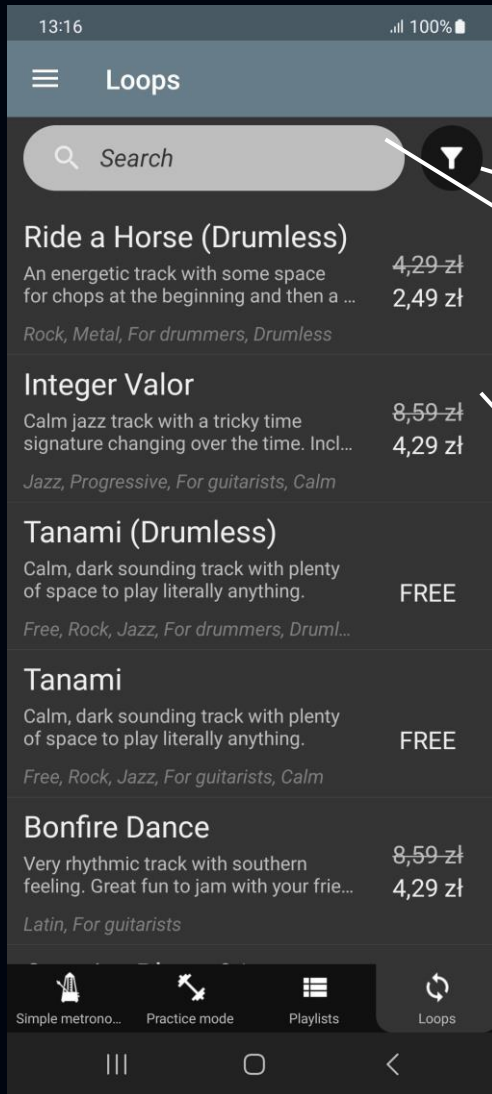 13:16
100%
Loops
Search
Ride a Horse (Drumless)
An energetic track with some space
for chops at the beginning and then a ...
4,29 zł
2,49 zł
Rock, Metal, For drummers, Drumless
Integer Valor
Calm jazz track with a tricky time
signature changing over the time. Incl...
8,59 zł
4,29 zł
Jazz, Progressive, For guitarists, Calm
Tanami (Drumless)
Calm, dark sounding track with plenty
of space to play literally anything.
FREE
Free, Rock, Jazz, For drummers, Druml...
Tanami
Calm, dark sounding track with plenty
of space to play literally anything.
FREE
Free, Rock, Jazz, For guitarists, Calm
Bonfire Dance
Very rhythmic track with southern
feeling. Great fun to jam with your frie...
8,59 zł
4,29 zł
Latin, For guitarists
Simple metrono...
Practice mode
Playlists
Loops